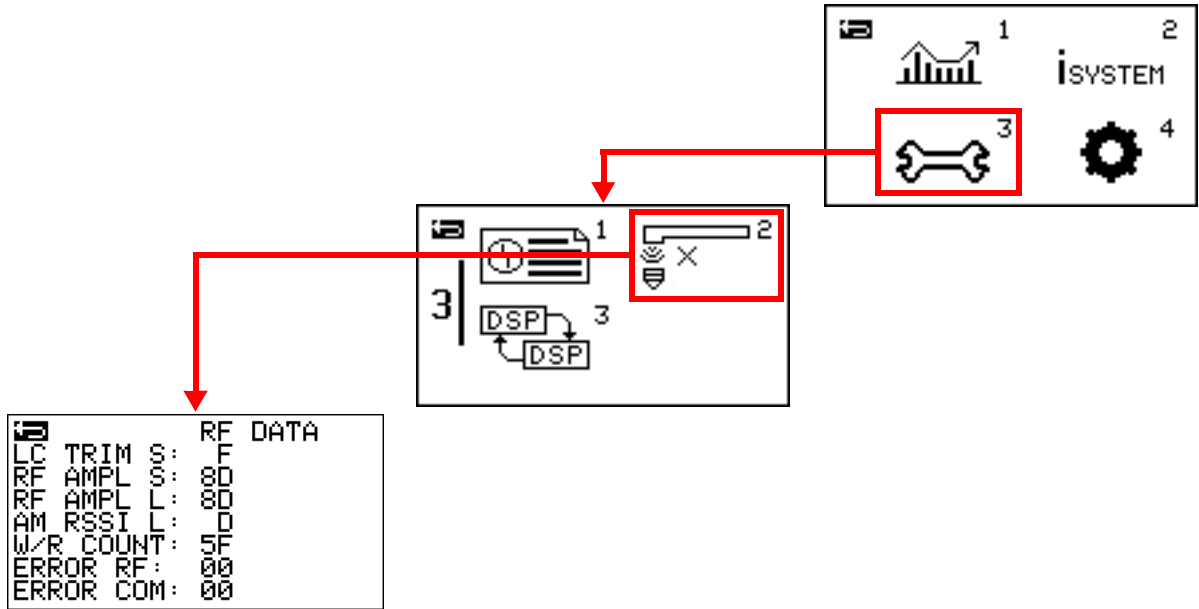 1
2
iSYSTEM
3
4
1
2
3
DSP
3
DSP
RF DATA
LC TRIM S: F
RF AMPL S: 8D
RF AMPL L: 8D
AM RSSI L: D
W/R COUNT: 5F
ERROR RF: 00
ERROR COM: 00